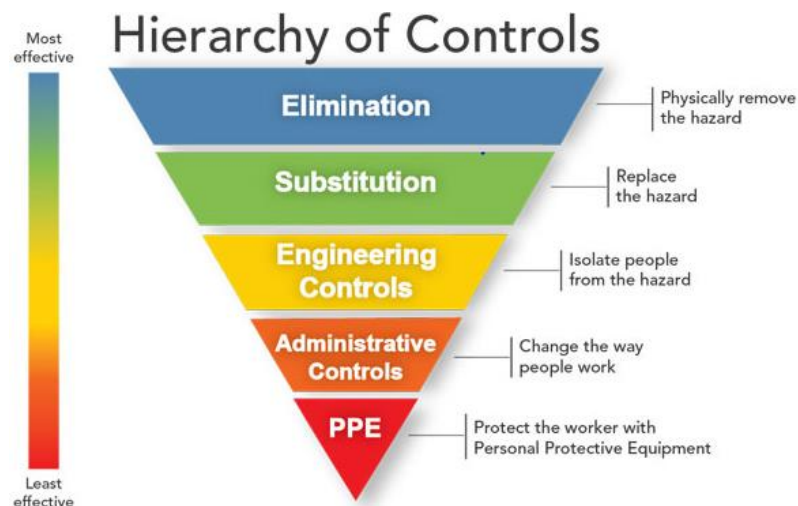 Hierarchy of Controls
Most
effective
Elimination
Physically remove
the hazard
Substitution
Replace
the hazard
Engineering
Controls
Isolate people
from the hazard
Administrative
Controls
Change the way
people work
PPE
Protect the worker with
Personal Protective Equipment
Least
effective